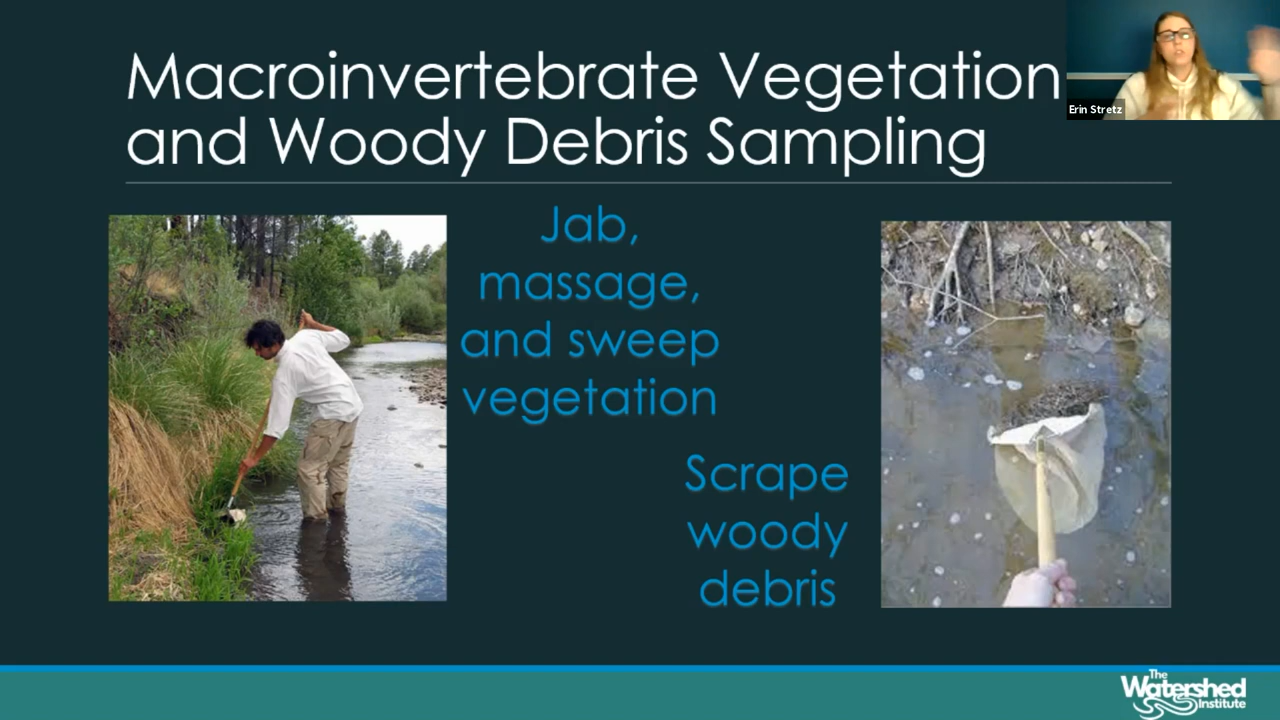 Macroinvertebrate Vegetation
and Woody Debris Sampling
Erin Stretz
Jab,
massage,
and sweep
vegetation
Scrape
woody
debris
The
Watershed
Institute